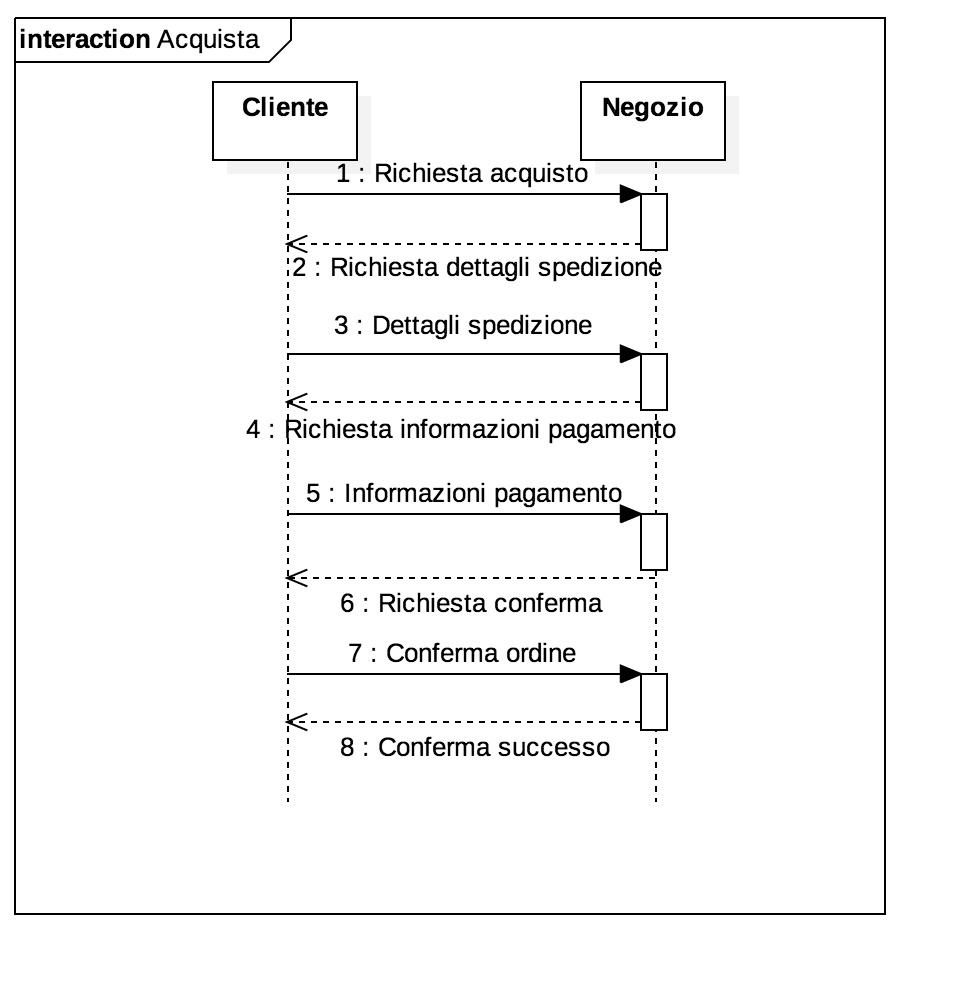 interaction Acquista
Cliente
Negozio
1 : Richiesta acquisto
2 : Richiesta dettagli spedizione
3 : Dettagli spedizione
4 : Richiesta informazioni pagamento
5 : Informazioni pagamento
6 : Richiesta conferma
7 : Conferma ordine
8 : Conferma successo